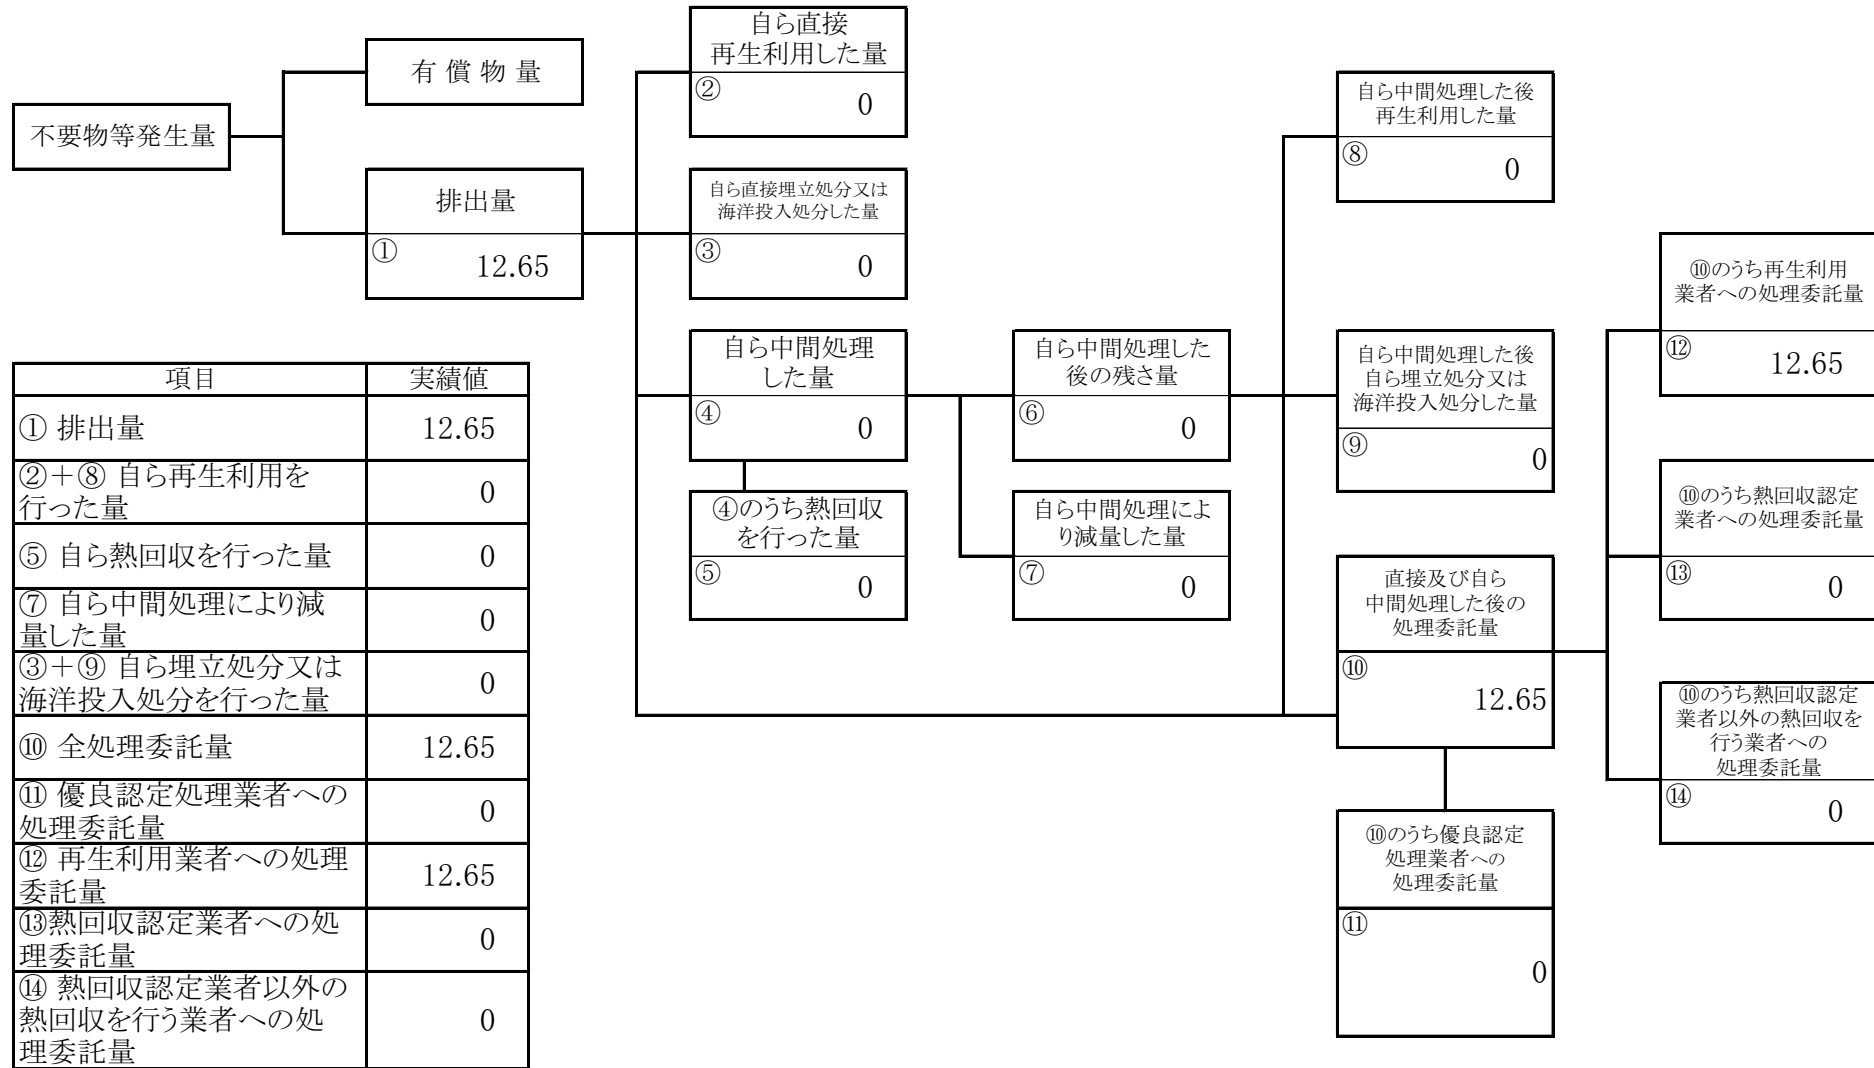 不要物等発生量
有 償 物 量
排出量
①
12.65
自ら直接
再生利用した量
②
0
自ら直接埋立処分又は
海洋投入処分した量
③
0
自ら中間処理
した量
④
0
④のうち熱回収
を行った量
⑤
0
自ら中間処理した
後の残さ量
⑥
0
自ら中間処理によ
り減量した量
⑦
0
自ら中間処理した後
再生利用した量
⑧
0
自ら中間処理した後
自ら埋立処分又は
海洋投入処分した量
⑨
0
直接及び自ら
中間処理した後の
処理委託量
⑩
12.65
⑩のうち優良認定
処理業者への
処理委託量
⑪
0
⑩のうち再生利用
業者への処理委託量
⑫
12.65
⑩のうち熱回収認定
業者への処理委託量
⑬
0
⑩のうち熱回収認定
業者以外の熱回収を
行う業者への
処理委託量
⑭
0
項目 実績値
① 排出量 12.65
②＋⑧ 自ら再生利用を
行った量 0
⑤ 自ら熱回収を行った量 0
⑦ 自ら中間処理により減
量した量 0
③＋⑨ 自ら埋立処分又は
海洋投入処分を行った量 0
⑩ 全処理委託量 12.65
⑪ 優良認定処理業者への
処理委託量 0
⑫ 再生利用業者への処理
委託量 12.65
⑬熱回収認定業者への処
理委託量 0
⑭ 熱回収認定業者以外の
熱回収を行う業者への処
理委託量 0